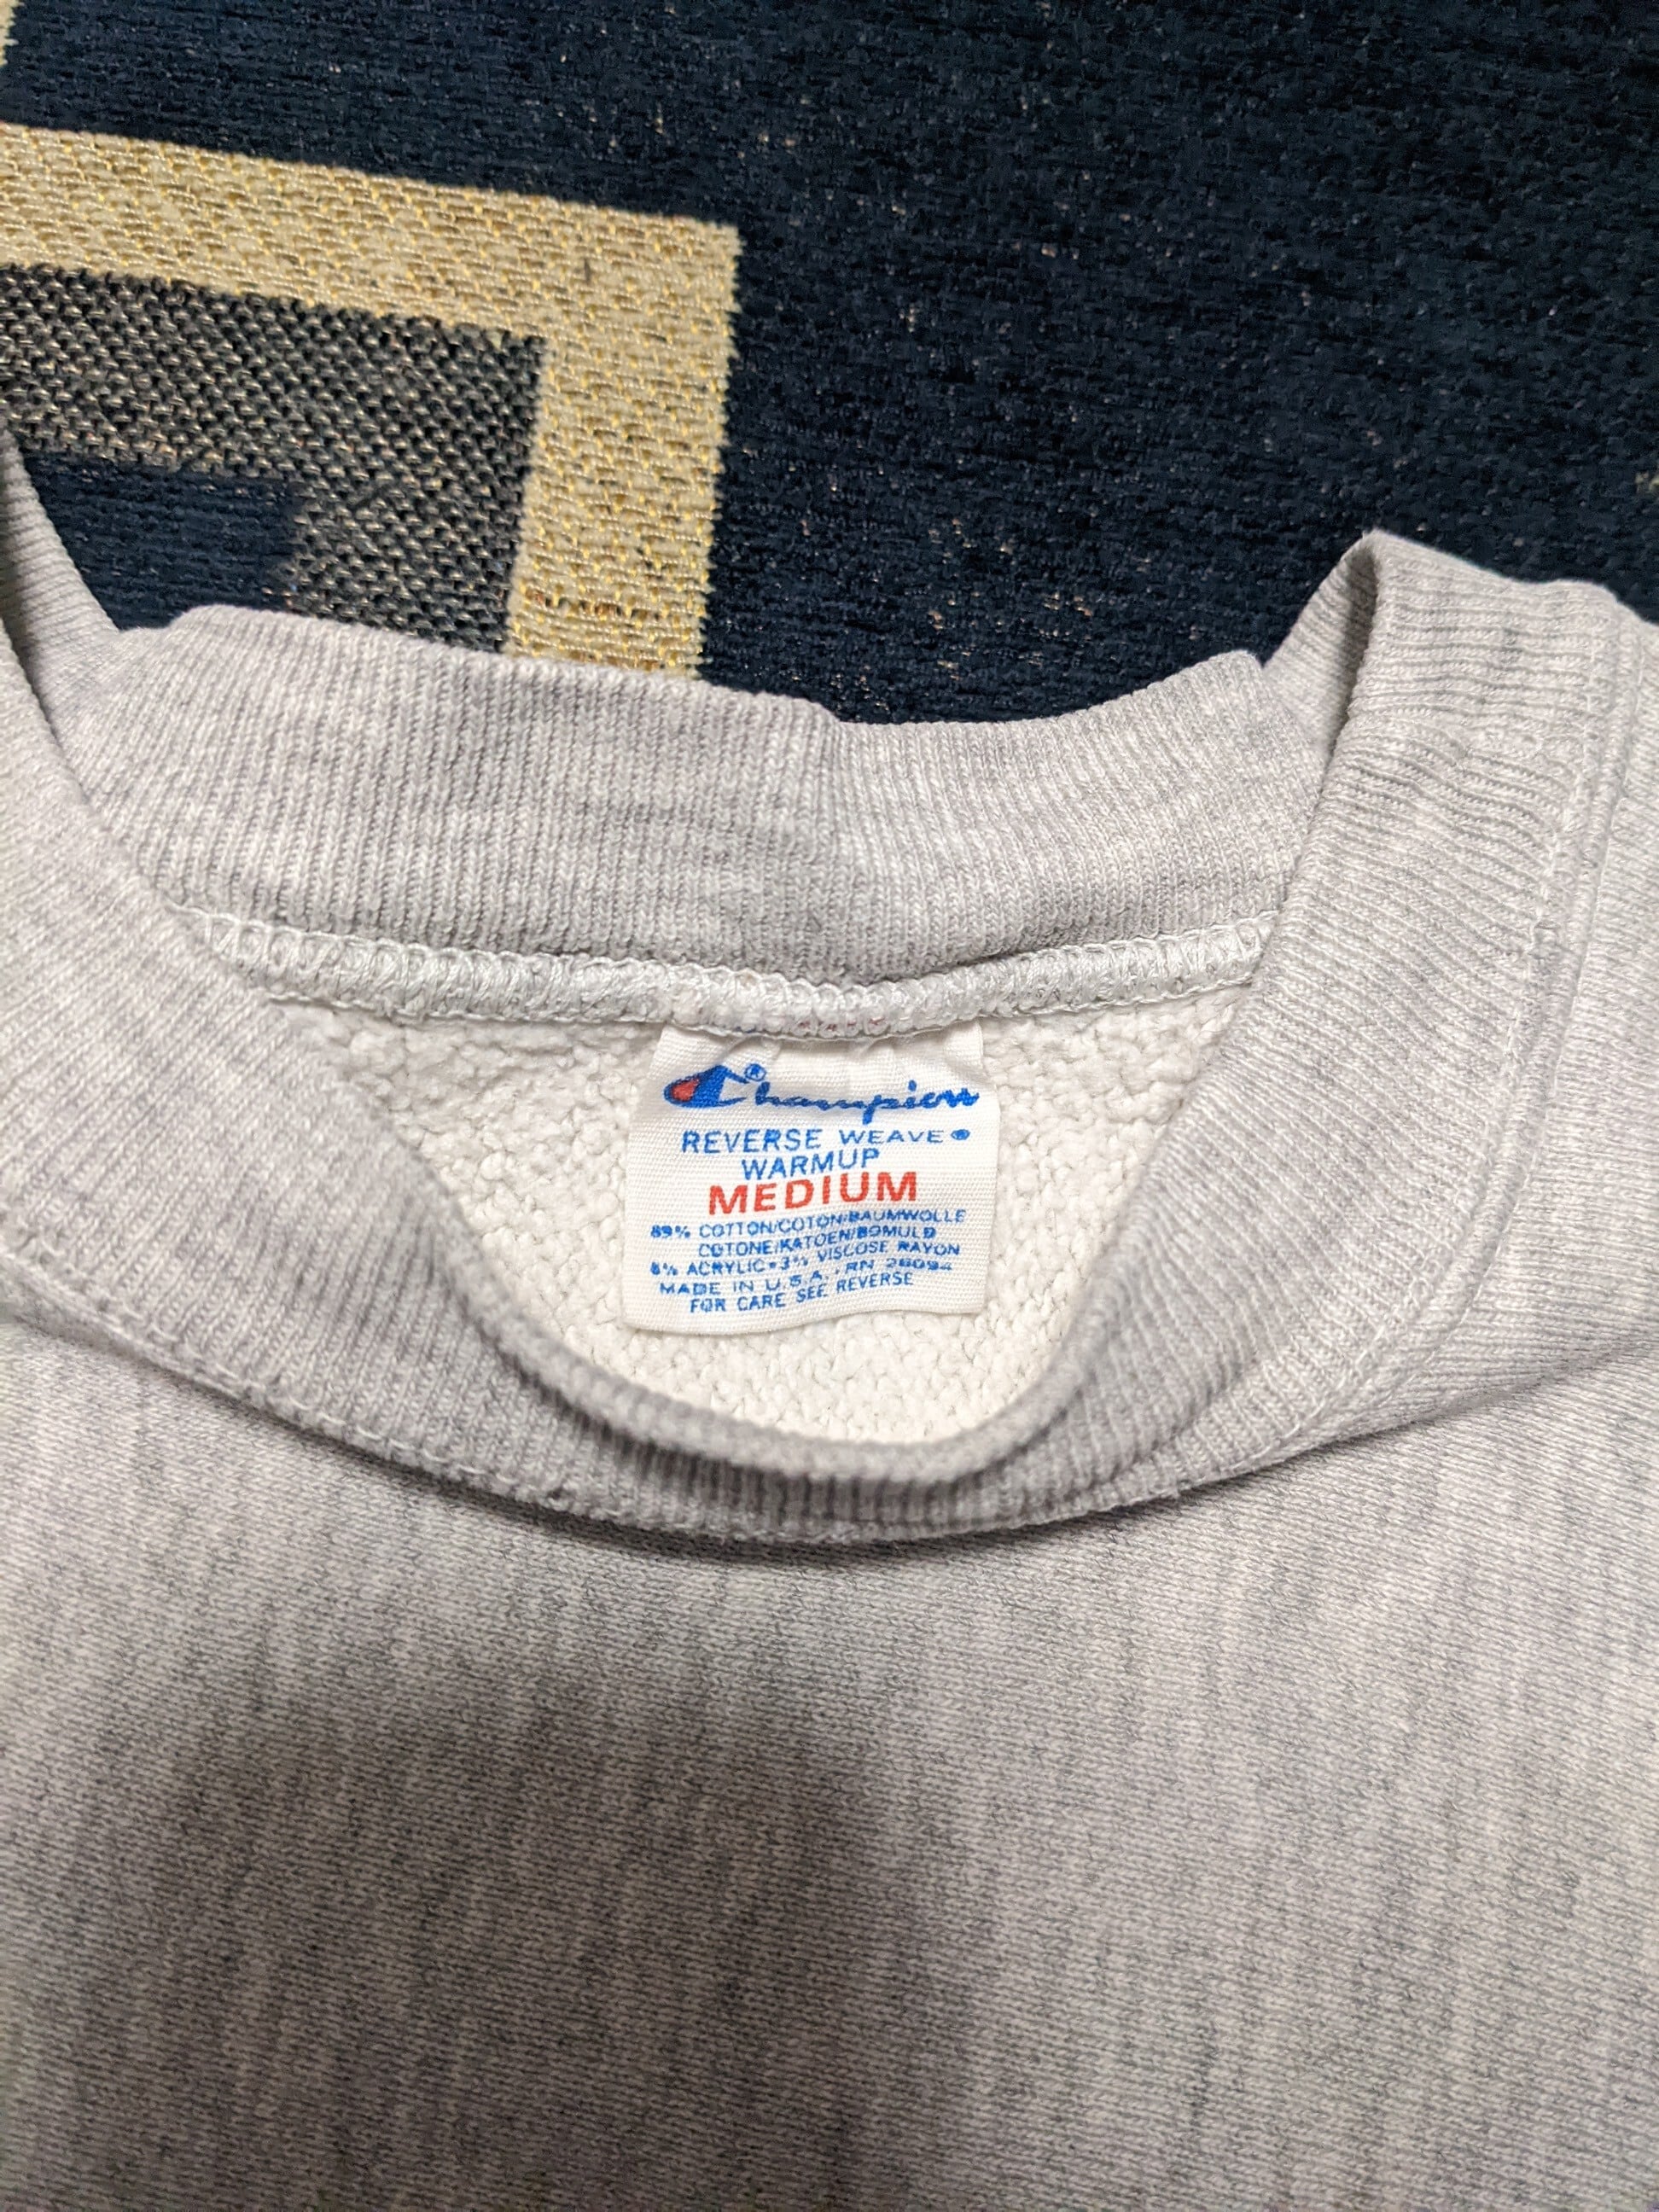 Champion®
REVERSE WEAVE®
WARMUP
MEDIUM
89% COTTON/COTON/BAUMWOLLE
COTONE/KATOEN/BOMULD
8% ACRYLIC•3% VISCOSE RAYON
MADE IN U.S.A. . RN 26094
FOR CARE SEE REVERSE